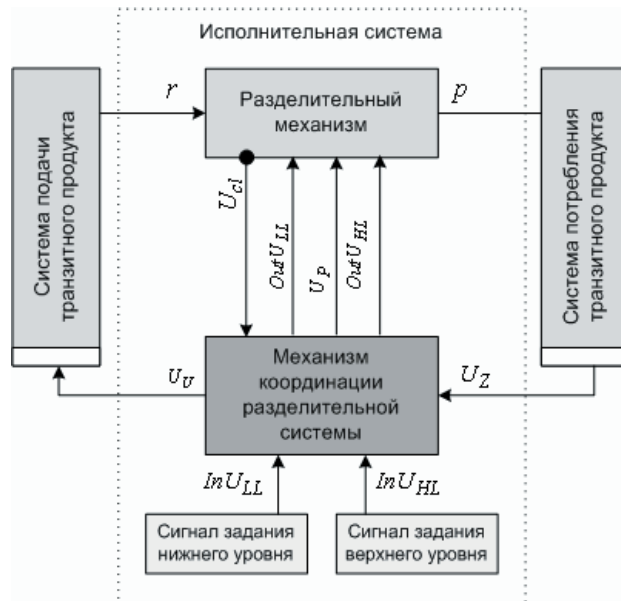 Исполнительная система
Система подачи
транзитного продукта
r
Разделительный
механизм
p
Система потребления
транзитного продукта
U_cl
OutU_LL
U_P
OutU_HL
U_U
Механизм
координации
разделительной
системы
U_Z
InU_LL
InU_HL
Сигнал задания
нижнего уровня
Сигнал задания
верхнего уровня